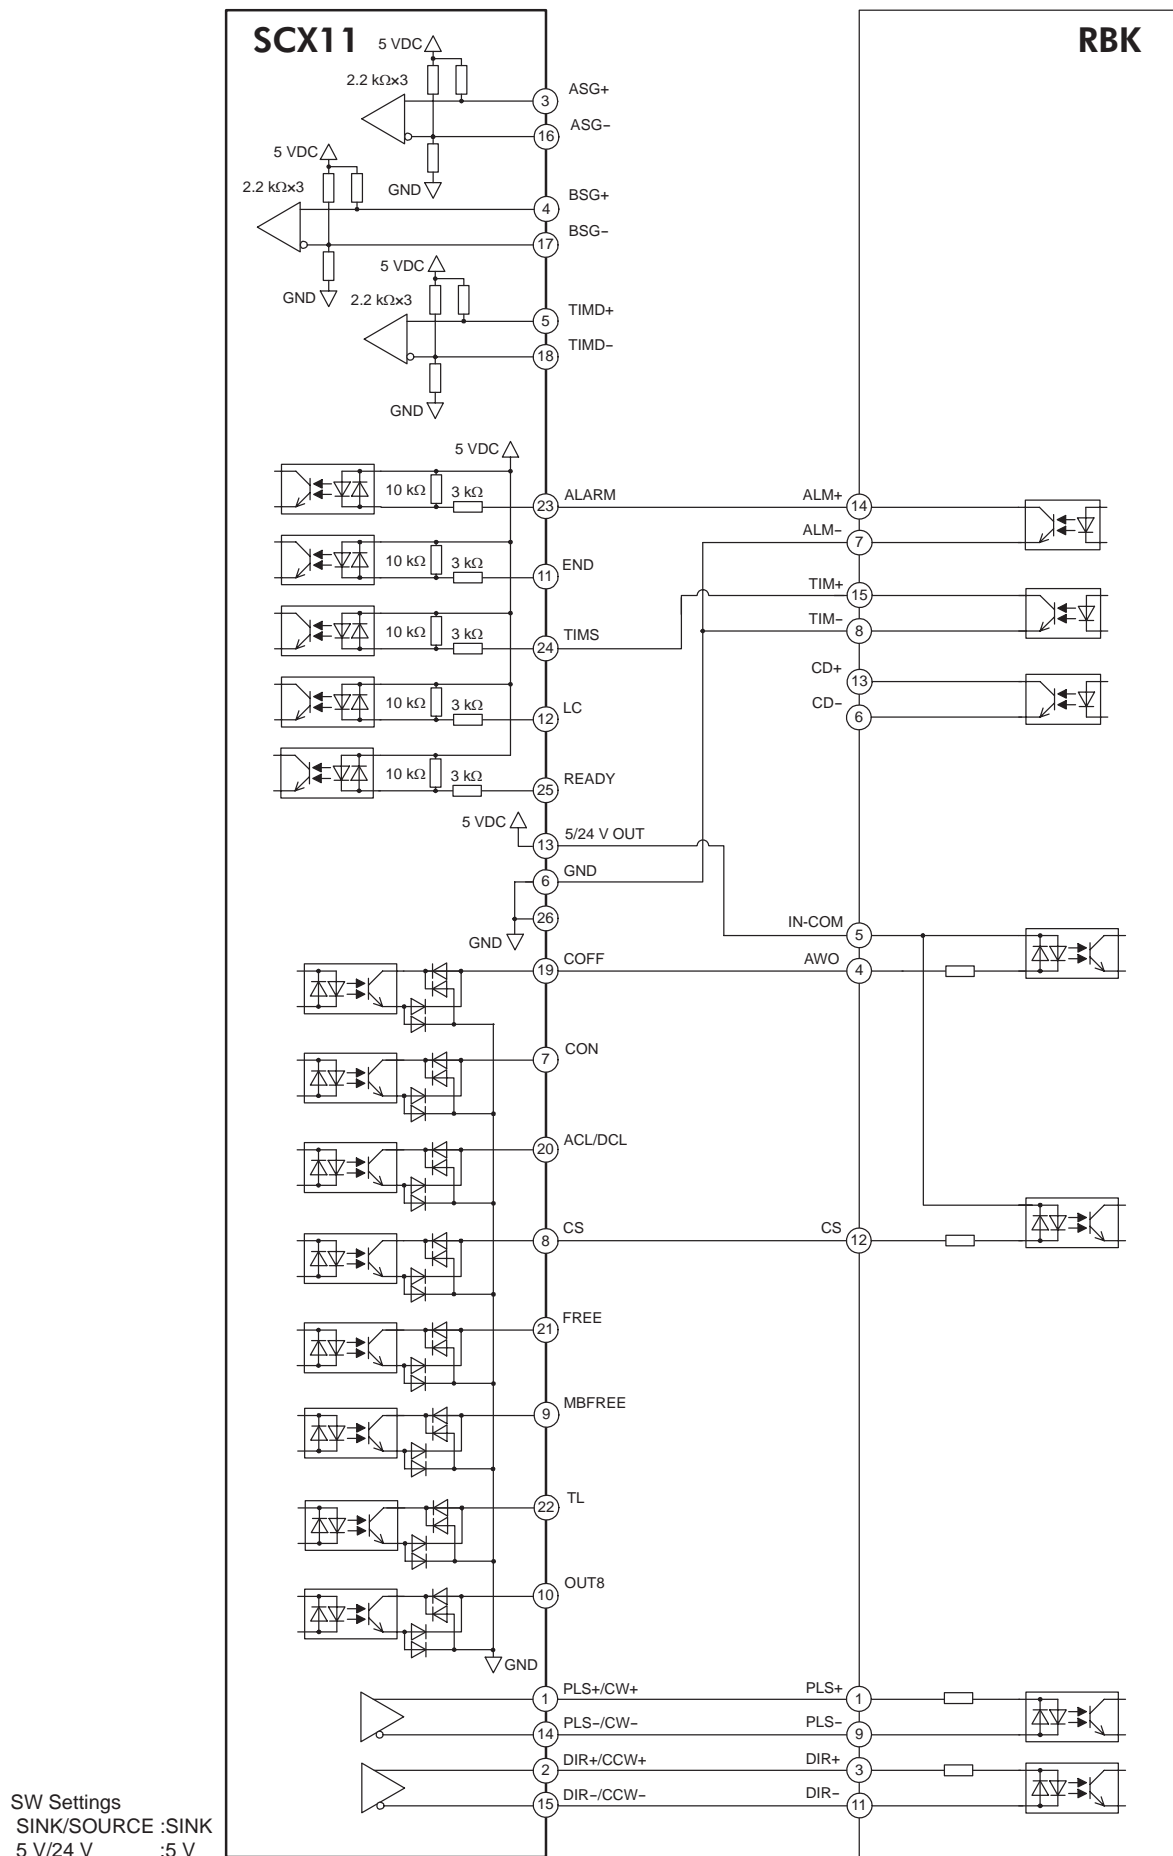 SCX11
RBK
5 VDC
2.2 kΩ×3
3 ASG+
16 ASG−
5 VDC
GND
2.2 kΩ×3
4 BSG+
17 BSG−
5 VDC
GND
2.2 kΩ×3
5 TIMD+
18 TIMD−
GND
5 VDC
10 kΩ 3 kΩ 23 ALARM ALM+ 14
ALM− 7
10 kΩ 3 kΩ 11 END
TIM+ 15
TIM− 8
10 kΩ 3 kΩ 24 TIMS
CD+ 13
CD− 6
10 kΩ 3 kΩ 12 LC
10 kΩ 3 kΩ 25 READY
5 VDC 13 5/24 V OUT
6 GND
26
GND
IN-COM 5
19 COFF AWO 4
7 CON
20 ACL/DCL
8 CS CS 12
21 FREE
9 MBFREE
22 TL
10 OUT8
GND
1 PLS+/CW+ PLS+ 1
14 PLS−/CW− PLS− 9
2 DIR+/CCW+ DIR+ 3
15 DIR−/CCW− DIR− 11
SW Settings
SINK/SOURCE :SINK
5 V/24 V :5 V